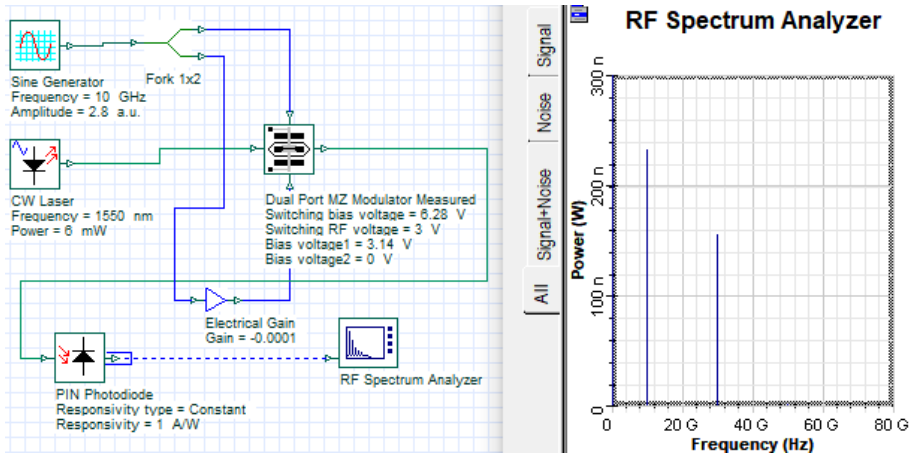 Sine Generator
Frequency = 10 GHz
Amplitude = 2.8 a.u.
Fork 1x2
CW Laser
Frequency = 1550 nm
Power = 6 mW
Dual Port MZ Modulator Measured
Switching bias voltage = 6.28 V
Switching RF voltage = 3 V
Bias voltage1 = 3.14 V
Bias voltage2 = 0 V
Electrical Gain
Gain = -0.0001
PIN Photodiode
Responsivity type = Constant
Responsivity = 1 A/W
RF Spectrum Analyzer
Signal
Noise
Signal+Noise
All
RF Spectrum Analyzer
Power (W)
300 n
200 n
100 n
0
0 20 G 40 G 60 G 80 G
Frequency (Hz)